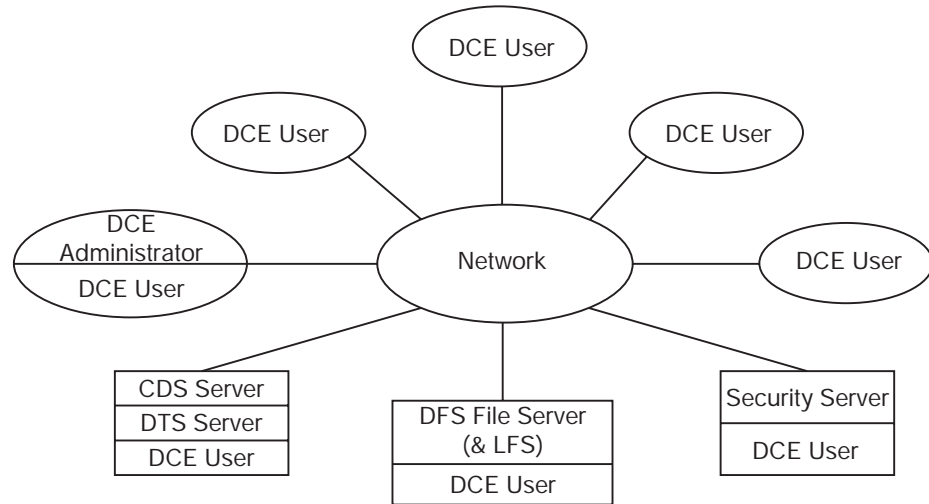 DCE User
DCE User
DCE User
DCE
Administrator
DCE User
Network
DCE User
CDS Server
DTS Server
DCE User
DFS File Server
(& LFS)
DCE User
Security Server
DCE User